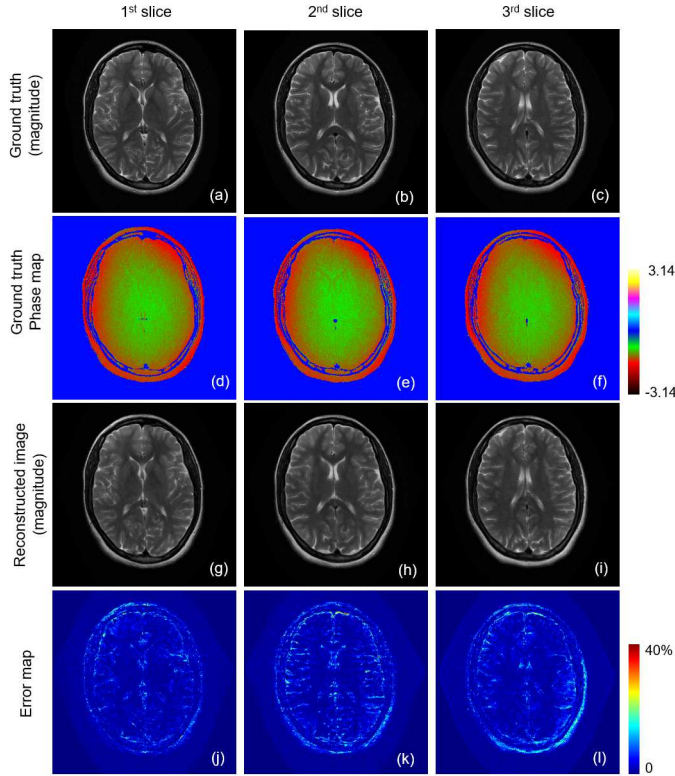 1st slice
2nd slice
3rd slice
Ground truth
(magnitude)
(a)
(b)
(c)
Ground truth
Phase map
(d)
(e)
(f)
3.14
-3.14
Reconstructed image
(magnitude)
(g)
(h)
(i)
Error map
(j)
(k)
(l)
40%
0